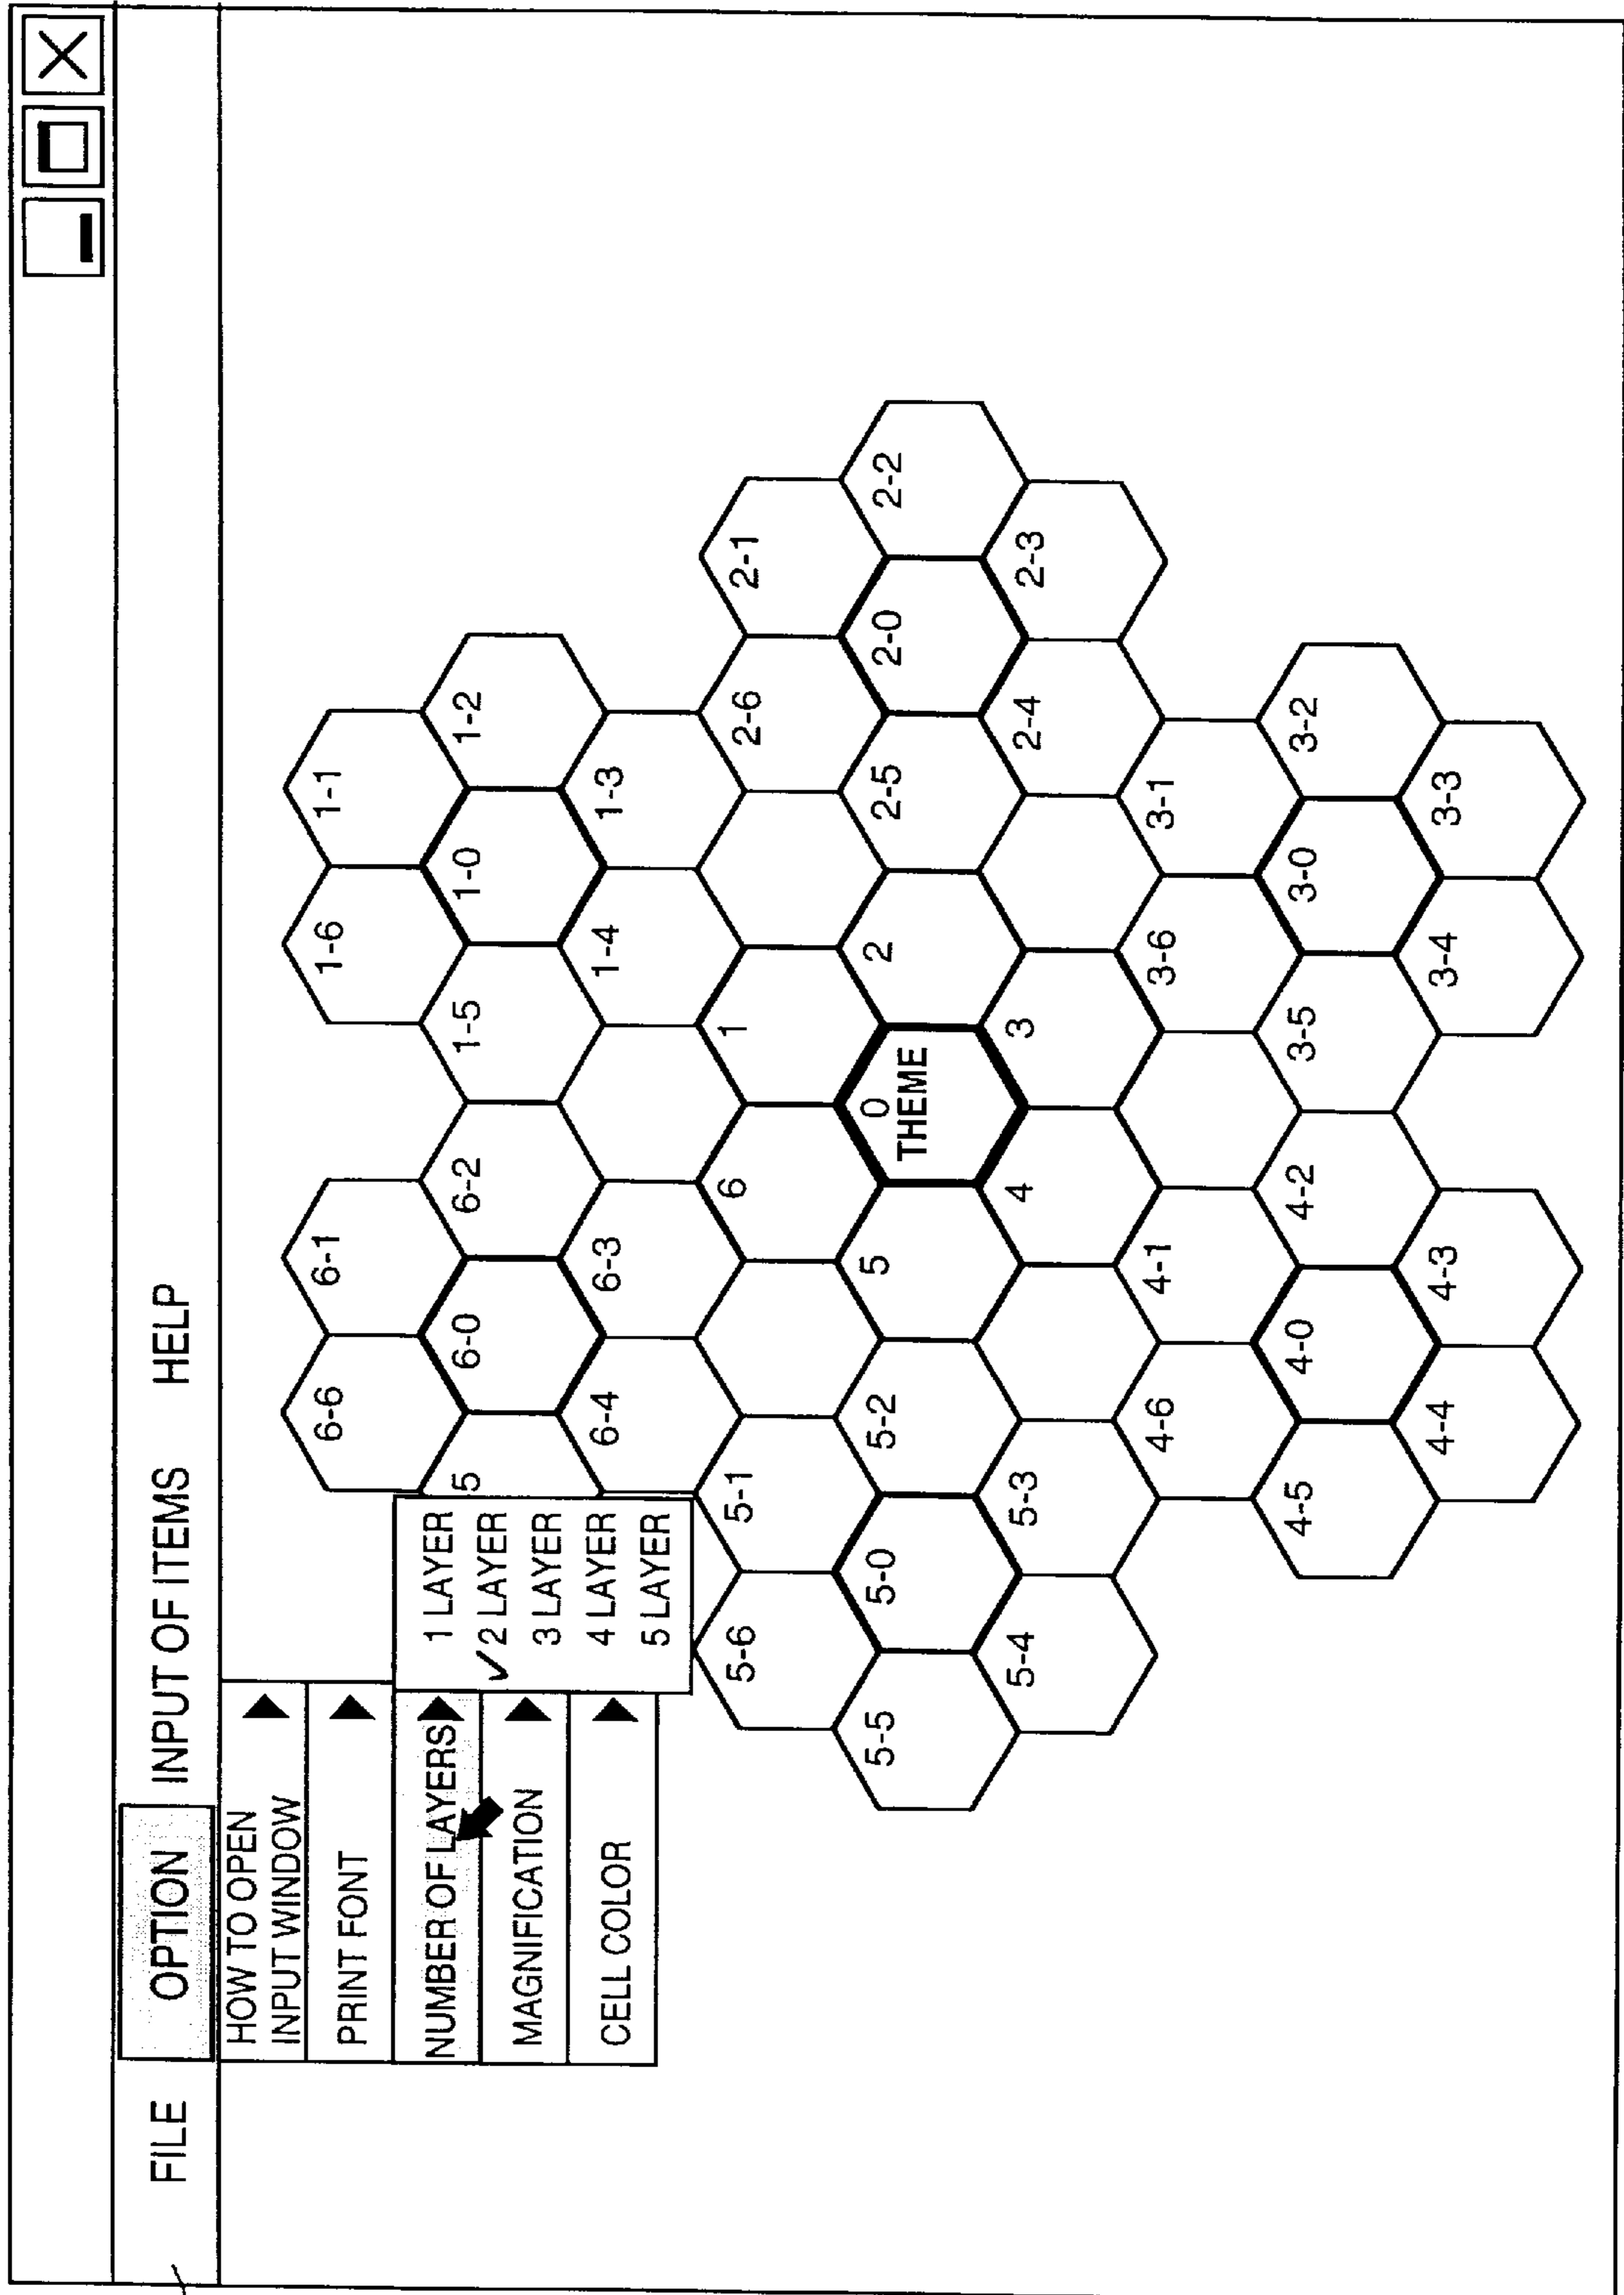 FILE OPTION INPUT OF ITEMS HELP
HOW TO OPEN
INPUT WINDOW
PRINT FONT
NUMBER OF LAYERS
MAGNIFICATION
CELL COLOR
1 LAYER
✓2 LAYER
3 LAYER
4 LAYER
5 LAYER
6-6 6-1 1-6 1-1
5 6-0 6-2 1-5 1-0 1-2
6-4 6-3 1-4 1-3
5-6 5-1 6 1 2-6 2-1
5-5 5-0 5-2 5 0 2 2-5 2-0 2-2
THEME
5-4 5-3 4 3 2-4 2-3
4-6 4-1 3-6 3-1
4-5 4-0 4-2 3-5 3-0 3-2
4-4 4-3 3-4 3-3